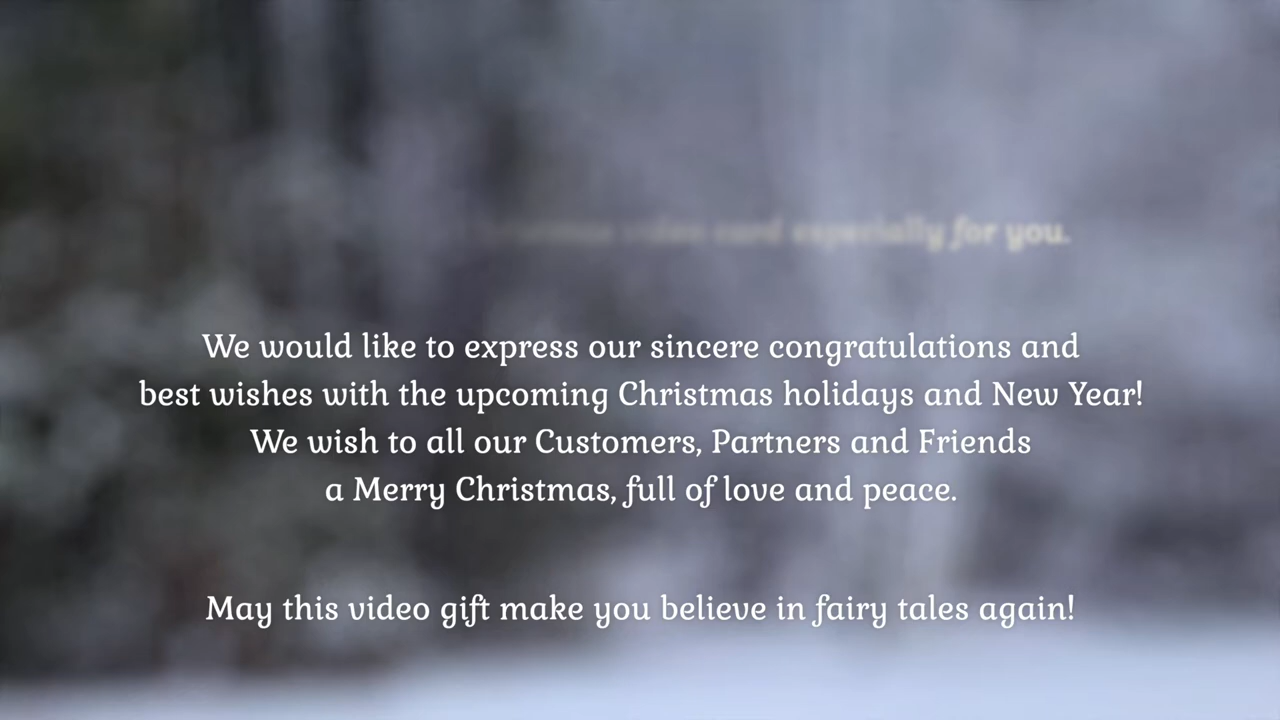 video card especially for you.
We would like to express our sincere congratulations and
best wishes with the upcoming Christmas holidays and New Year!
We wish to all our Customers, Partners and Friends
a Merry Christmas, full of love and peace.
May this video gift make you believe in fairy tales again!